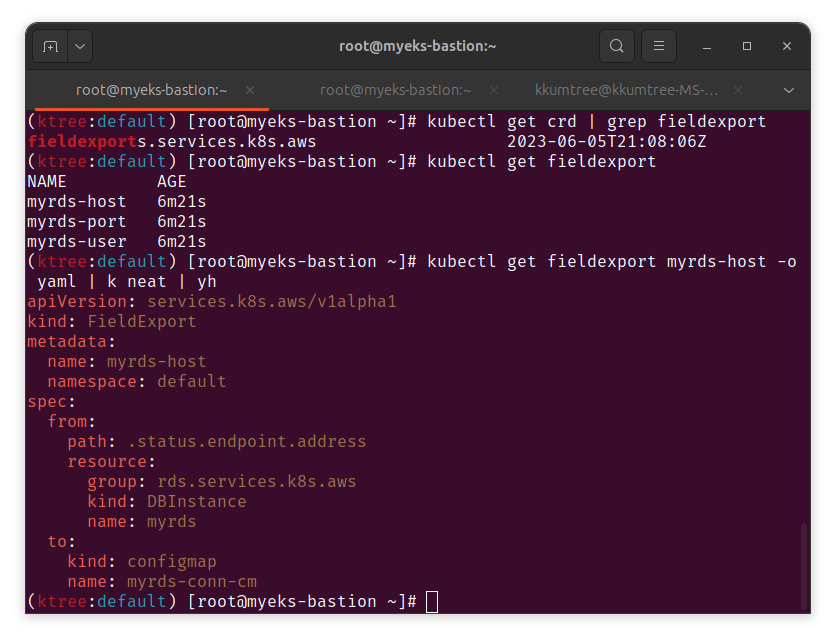 root@myeks-bastion:~
root@myeks-bastion:~ root@myeks-bastion:~ kkumtree@kkumtree-MS-...
(ktree:default) [root@myeks-bastion ~]# kubectl get crd | grep fieldexport
fieldexports.services.k8s.aws                   2023-06-05T21:08:06Z
(ktree:default) [root@myeks-bastion ~]# kubectl get fieldexport
NAME         AGE
myrds-host   6m21s
myrds-port   6m21s
myrds-user   6m21s
(ktree:default) [root@myeks-bastion ~]# kubectl get fieldexport myrds-host -o
 yaml | k neat | yh
apiVersion: services.k8s.aws/v1alpha1
kind: FieldExport
metadata:
  name: myrds-host
  namespace: default
spec:
  from:
    path: .status.endpoint.address
    resource:
      group: rds.services.k8s.aws
      kind: DBInstance
      name: myrds
  to:
    kind: configmap
    name: myrds-conn-cm
(ktree:default) [root@myeks-bastion ~]#